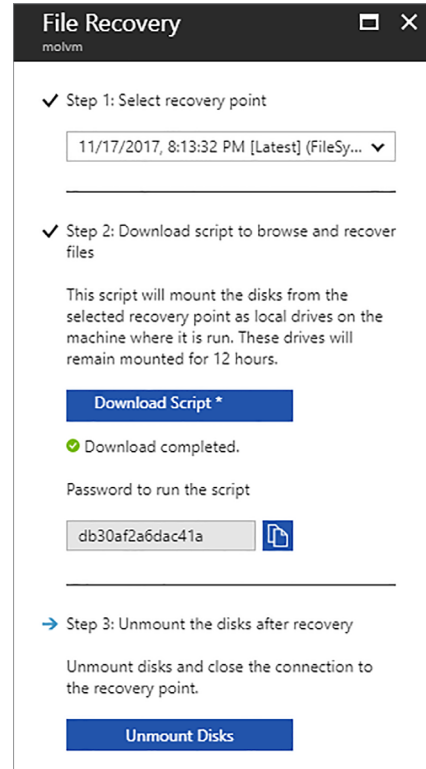 File Recovery
molvm
Step 1: Select recovery point
11/17/2017, 8:13:32 PM [Latest] (FileSy...
Step 2: Download script to browse and recover
files
This script will mount the disks from the
selected recovery point as local drives on the
machine where it is run. These drives will
remain mounted for 12 hours.
Download Script *
Download completed.
Password to run the script
db30af2a6dac41a
Step 3: Unmount the disks after recovery
Unmount disks and close the connection to
the recovery point.
Unmount Disks